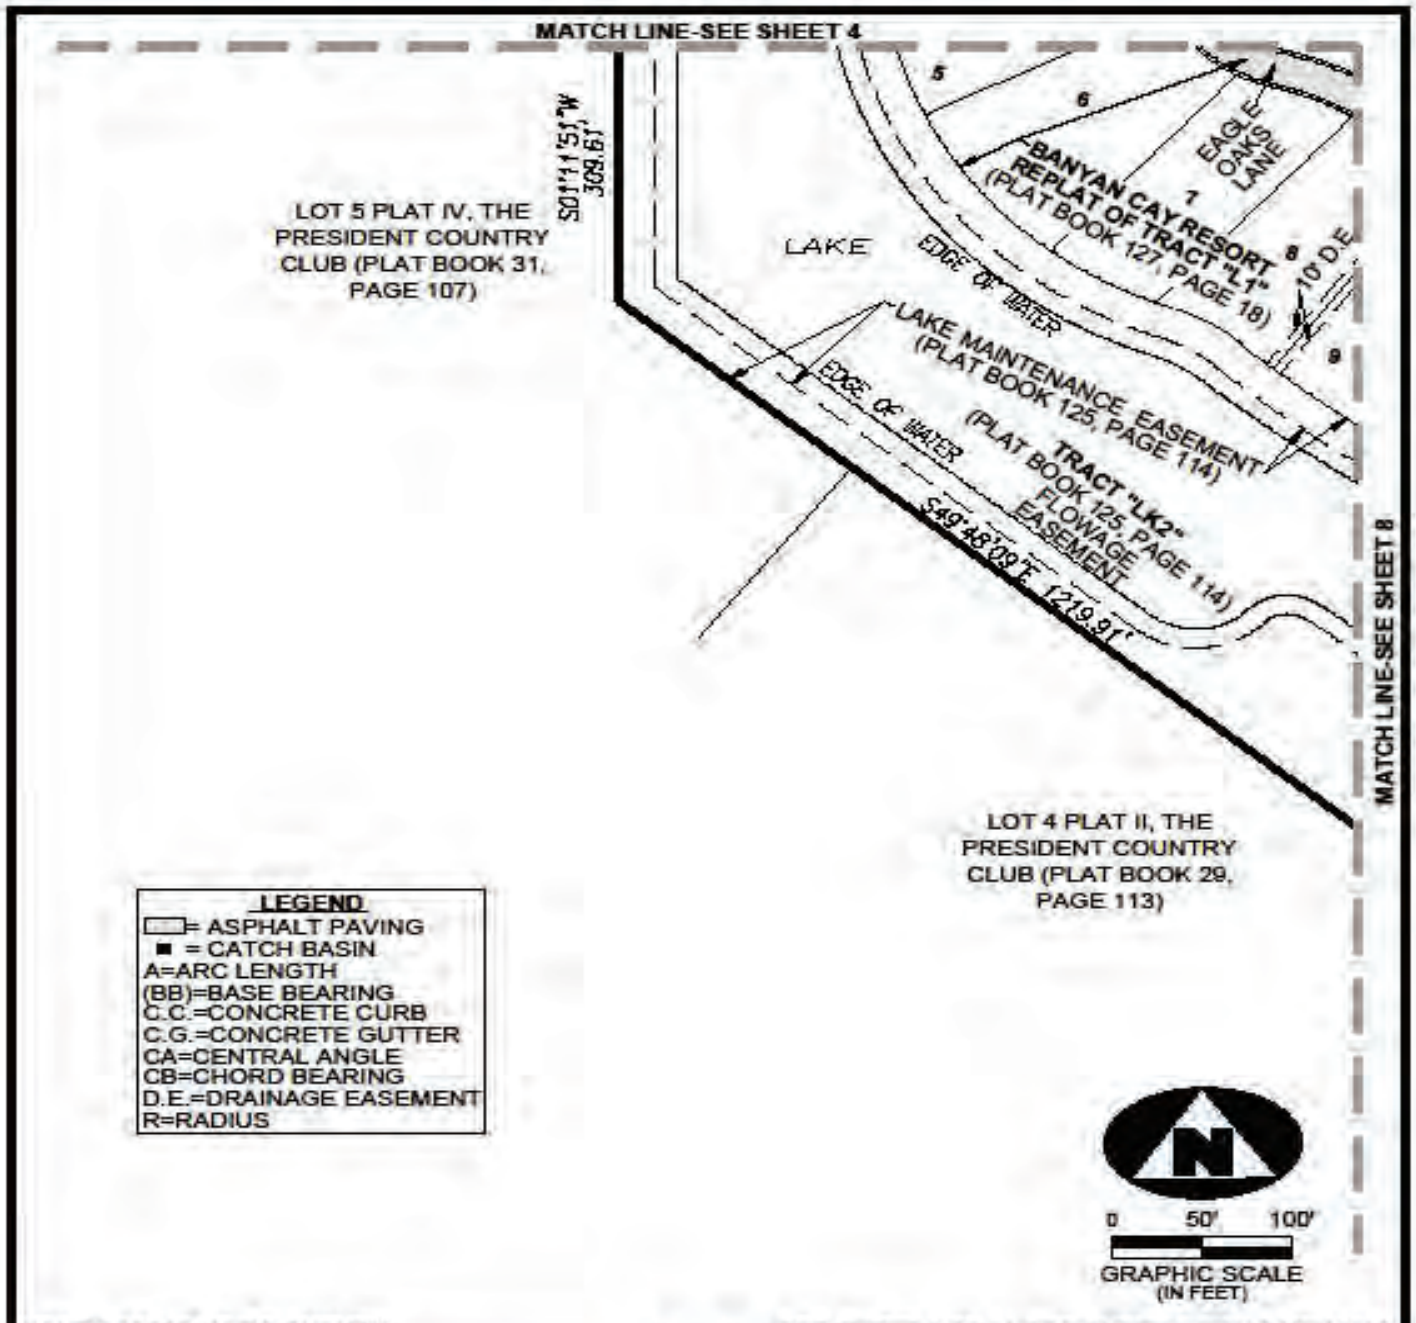 MATCH LINE-SEE SHEET 4
S01°11'51"W
309.61'
LOT 5 PLAT IV, THE
PRESIDENT COUNTRY
CLUB (PLAT BOOK 31,
PAGE 107)
5
6
EAGLE
OAKS
LANE
BANYAN CAY RESORT
REPLAT OF TRACT "L1"
(PLAT BOOK 127, PAGE 18)
1
8
10' D.E
9
LAKE
EDGE OF WATER
LAKE MAINTENANCE EASEMENT
(PLAT BOOK 125, PAGE 114)
EDGE OF WATER
TRACT "LK2"
(PLAT BOOK 125, PAGE 114)
FLOWAGE
EASEMENT
S49°48'09"E 1219.91'
MATCH LINE-SEE SHEET 8
LOT 4 PLAT II, THE
PRESIDENT COUNTRY
CLUB (PLAT BOOK 29,
PAGE 113)
LEGEND
= ASPHALT PAVING
= CATCH BASIN
A=ARC LENGTH
(BB)=BASE BEARING
C.C.=CONCRETE CURB
C.G.=CONCRETE GUTTER
CA=CENTRAL ANGLE
CB=CHORD BEARING
D.E.=DRAINAGE EASEMENT
R=RADIUS
N
0 50' 100'
GRAPHIC SCALE
(IN FEET)